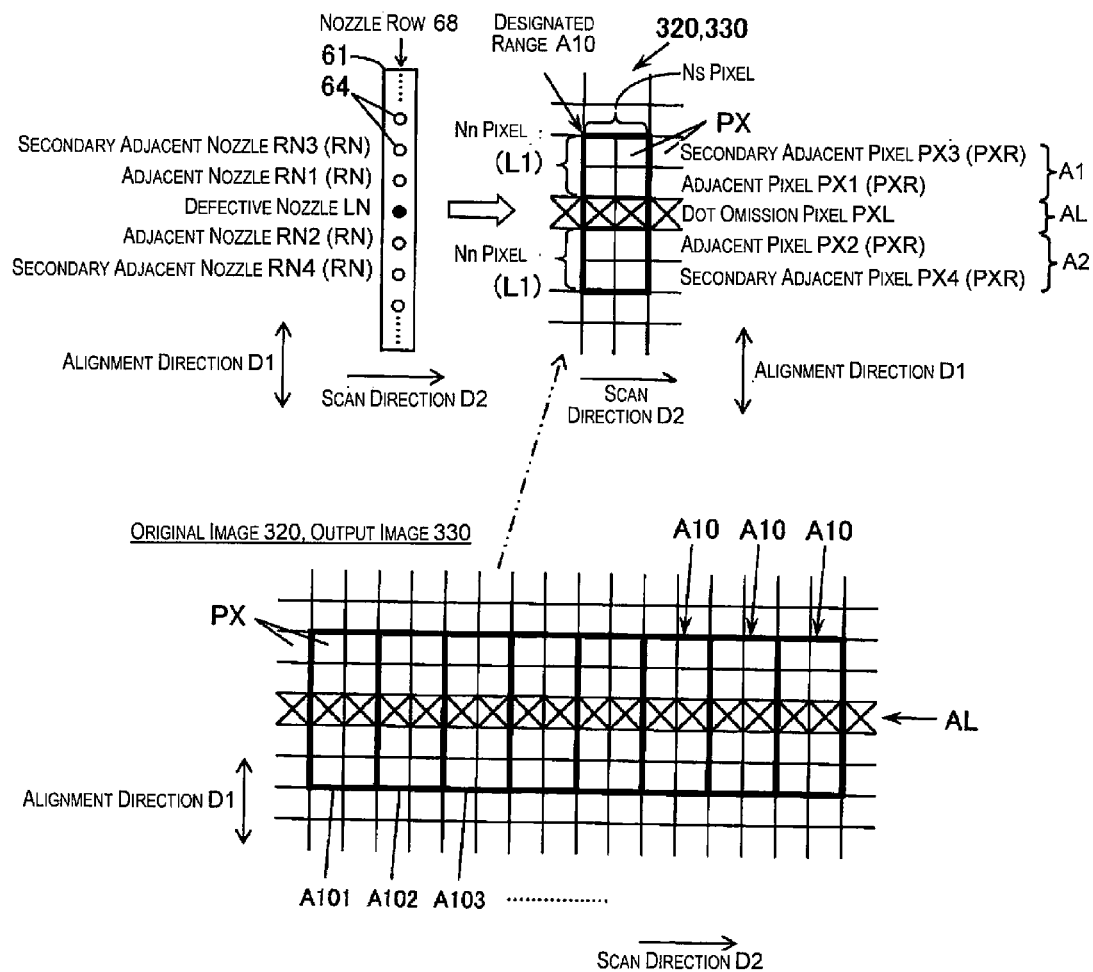 NOZZLE ROW 68
61
64
SECONDARY ADJACENT NOZZLE RN3 (RN)
ADJACENT NOZZLE RN1 (RN)
DEFECTIVE NOZZLE LN
ADJACENT NOZZLE RN2 (RN)
SECONDARY ADJACENT NOZZLE RN4 (RN)
ALIGNMENT DIRECTION D1
SCAN DIRECTION D2
DESIGNATED
RANGE A10
320,330
NS PIXEL
PX
NN PIXEL
(L1)
NN PIXEL
(L1)
SECONDARY ADJACENT PIXEL PX3 (PXR)
ADJACENT PIXEL PX1 (PXR)
DOT OMISSION PIXEL PXL
ADJACENT PIXEL PX2 (PXR)
SECONDARY ADJACENT PIXEL PX4 (PXR)
A1
AL
A2
SCAN
DIRECTION D2
ALIGNMENT DIRECTION D1
ORIGINAL IMAGE 320, OUTPUT IMAGE 330
A10 A10 A10
PX
AL
ALIGNMENT DIRECTION D1
A101 A102 A103
SCAN DIRECTION D2